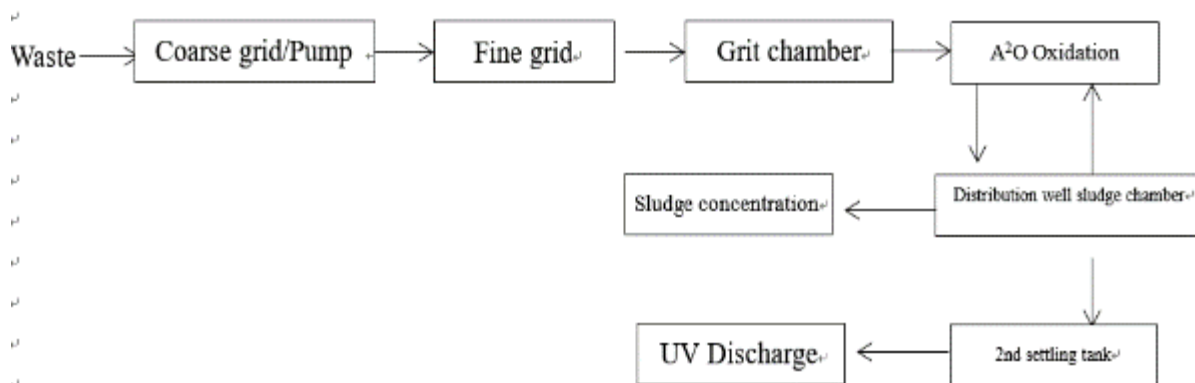 Waste
Coarse grid/Pump
Fine grid
Grit chamber
A²O Oxidation
Sludge concentration
Distribution well sludge chamber
UV Discharge
2nd settling tank